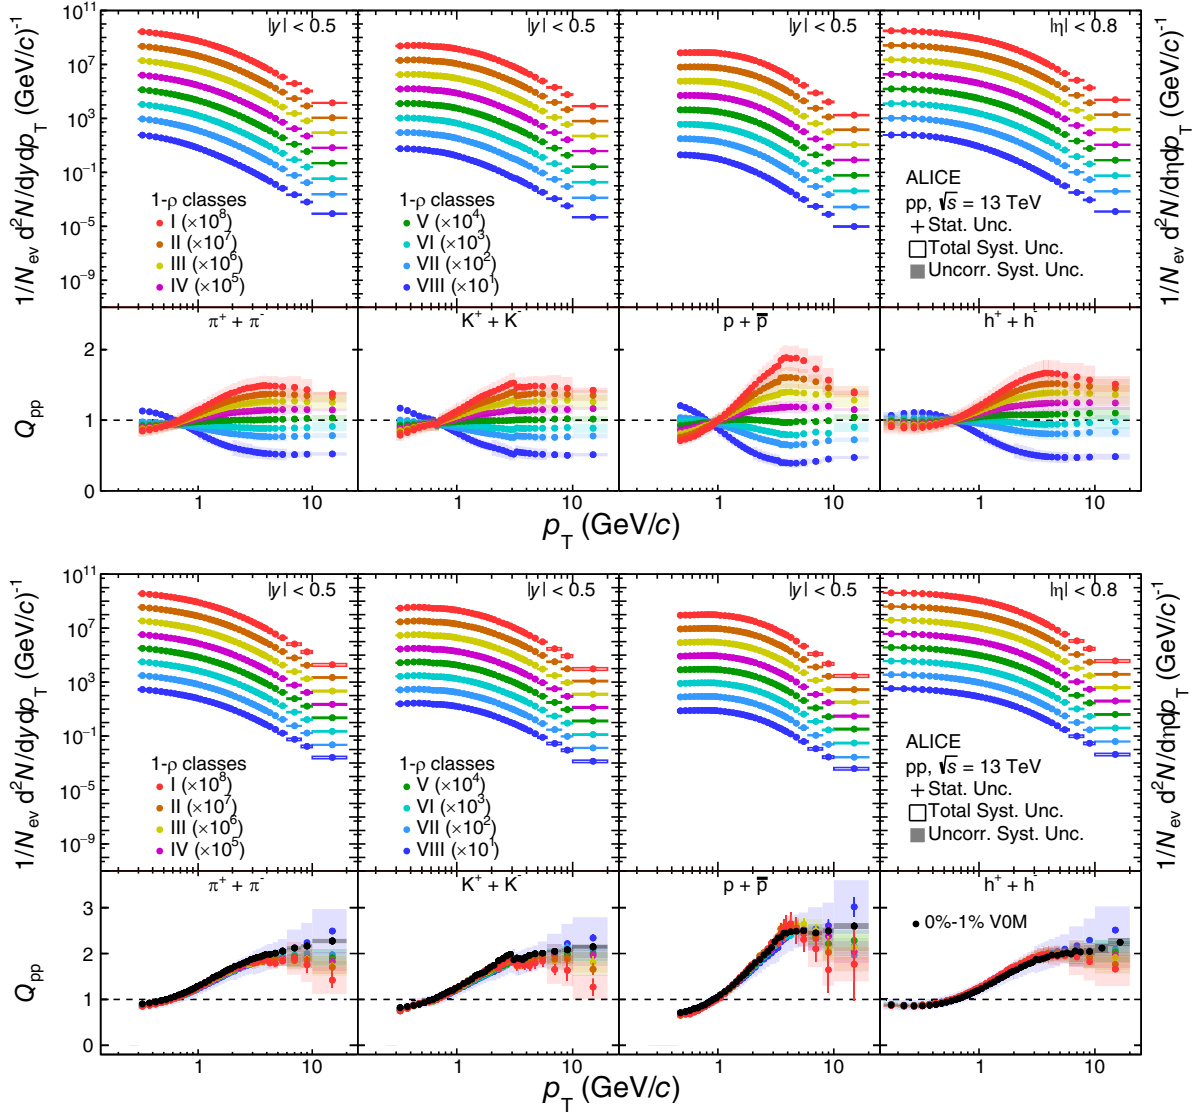 10¹¹
10⁷
10³
10⁻¹
10⁻⁵
10⁻⁹
1/N_ev d²N/dydp_T (GeV/c)⁻¹
|y| < 0.5
|y| < 0.5
|y| < 0.5
|η| < 0.8
1/N_ev d²N/dηdp_T (GeV/c)⁻¹
1-ρ classes
I (×10⁸)
II (×10⁷)
III (×10⁶)
IV (×10⁵)
1-ρ classes
V (×10⁴)
VI (×10³)
VII (×10²)
VIII (×10¹)
ALICE
pp, √s = 13 TeV
Stat. Unc.
Total Syst. Unc.
Uncorr. Syst. Unc.
π⁺ + π⁻
K⁺ + K⁻
p + p̅
h⁺ + h⁻
Q_pp
2
1
0
1 10 1 10 1 10 1 10
p_T (GeV/c)
10¹¹
10⁷
10³
10⁻¹
10⁻⁵
10⁻⁹
1/N_ev d²N/dydp_T (GeV/c)⁻¹
|y| < 0.5
|y| < 0.5
|y| < 0.5
|η| < 0.8
1/N_ev d²N/dηdp_T (GeV/c)⁻¹
1-ρ classes
I (×10⁸)
II (×10⁷)
III (×10⁶)
IV (×10⁵)
1-ρ classes
V (×10⁴)
VI (×10³)
VII (×10²)
VIII (×10¹)
ALICE
pp, √s = 13 TeV
Stat. Unc.
Total Syst. Unc.
Uncorr. Syst. Unc.
π⁺ + π⁻
K⁺ + K⁻
p + p̅
h⁺ + h⁻
0%-1% V0M
Q_pp
3
2
1
0
1 10 1 10 1 10 1 10
p_T (GeV/c)